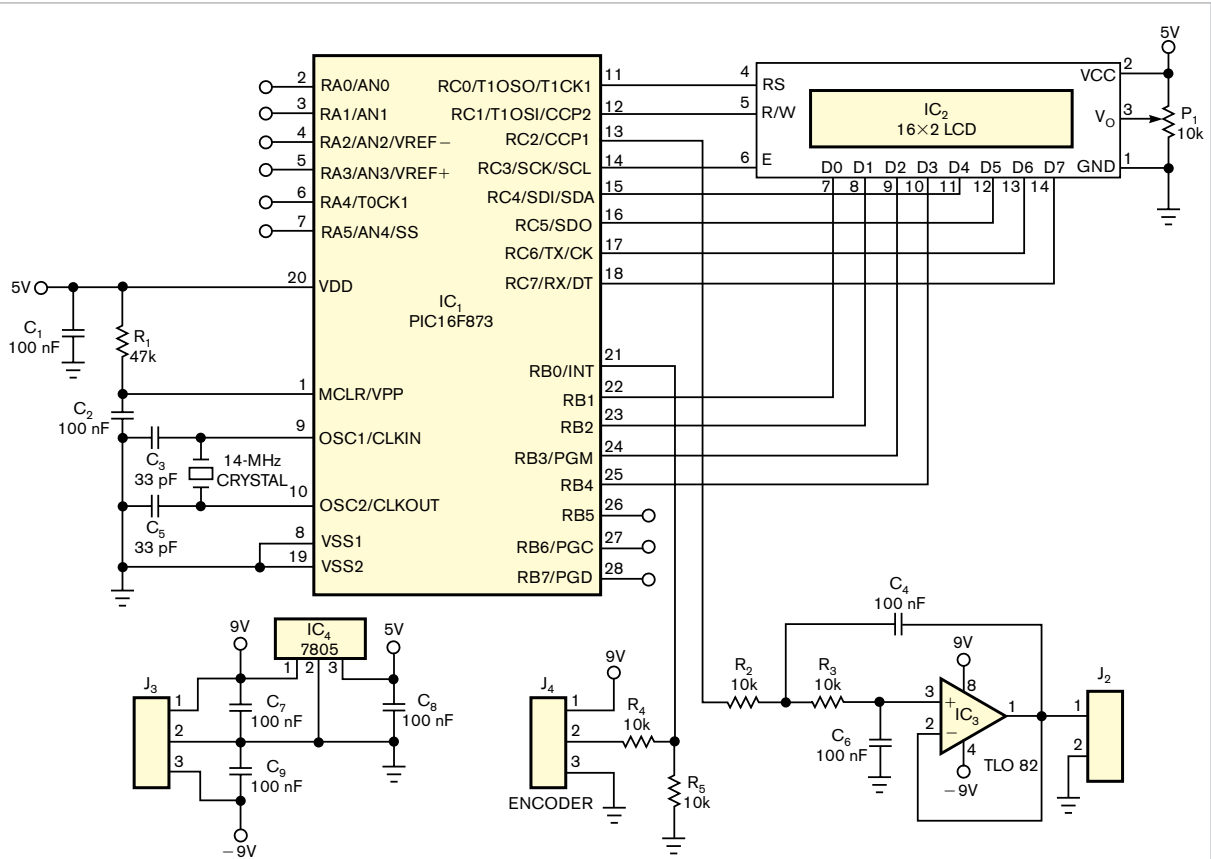 5V
2 RA0/AN0
3 RA1/AN1
4 RA2/AN2/VREF−
5 RA3/AN3/VREF+
6 RA4/T0CK1
7 RA5/AN4/SS
20 VDD
1 MCLR/VPP
9 OSC1/CLKIN
10 OSC2/CLKOUT
8 VSS1
19 VSS2
IC1
PIC16F873
RC0/T1OSO/T1CK1 11
RC1/T1OSI/CCP2 12
RC2/CCP1 13
RC3/SCK/SCL 14
RC4/SDI/SDA 15
RC5/SDO 16
RC6/TX/CK 17
RC7/RX/DT 18
RB0/INT 21
RB1 22
RB2 23
RB3/PGM 24
RB4 25
RB5 26
RB6/PGC 27
RB7/PGD 28
4 RS
5 R/W
6 E
IC2
16×2 LCD
VCC 2
VO 3
GND 1
D0 D1 D2 D3 D4 D5 D6 D7
7 8 9 10 11 12 13 14
P1
10k
5V
C1
100 nF
R1
47k
C2
100 nF
C3
33 pF
14-MHz
CRYSTAL
C5
33 pF
9V
IC4
7805
1 2 3
5V
J3
1
2
3
C7
100 nF
C8
100 nF
C9
100 nF
−9V
9V
J4
1
2
3
ENCODER
R4
10k
R5
10k
R2
10k
R3
10k
C4
100 nF
C6
100 nF
9V
8
3 +
2 −
IC3
1
4
−9V
TLO 82
J2
1
2